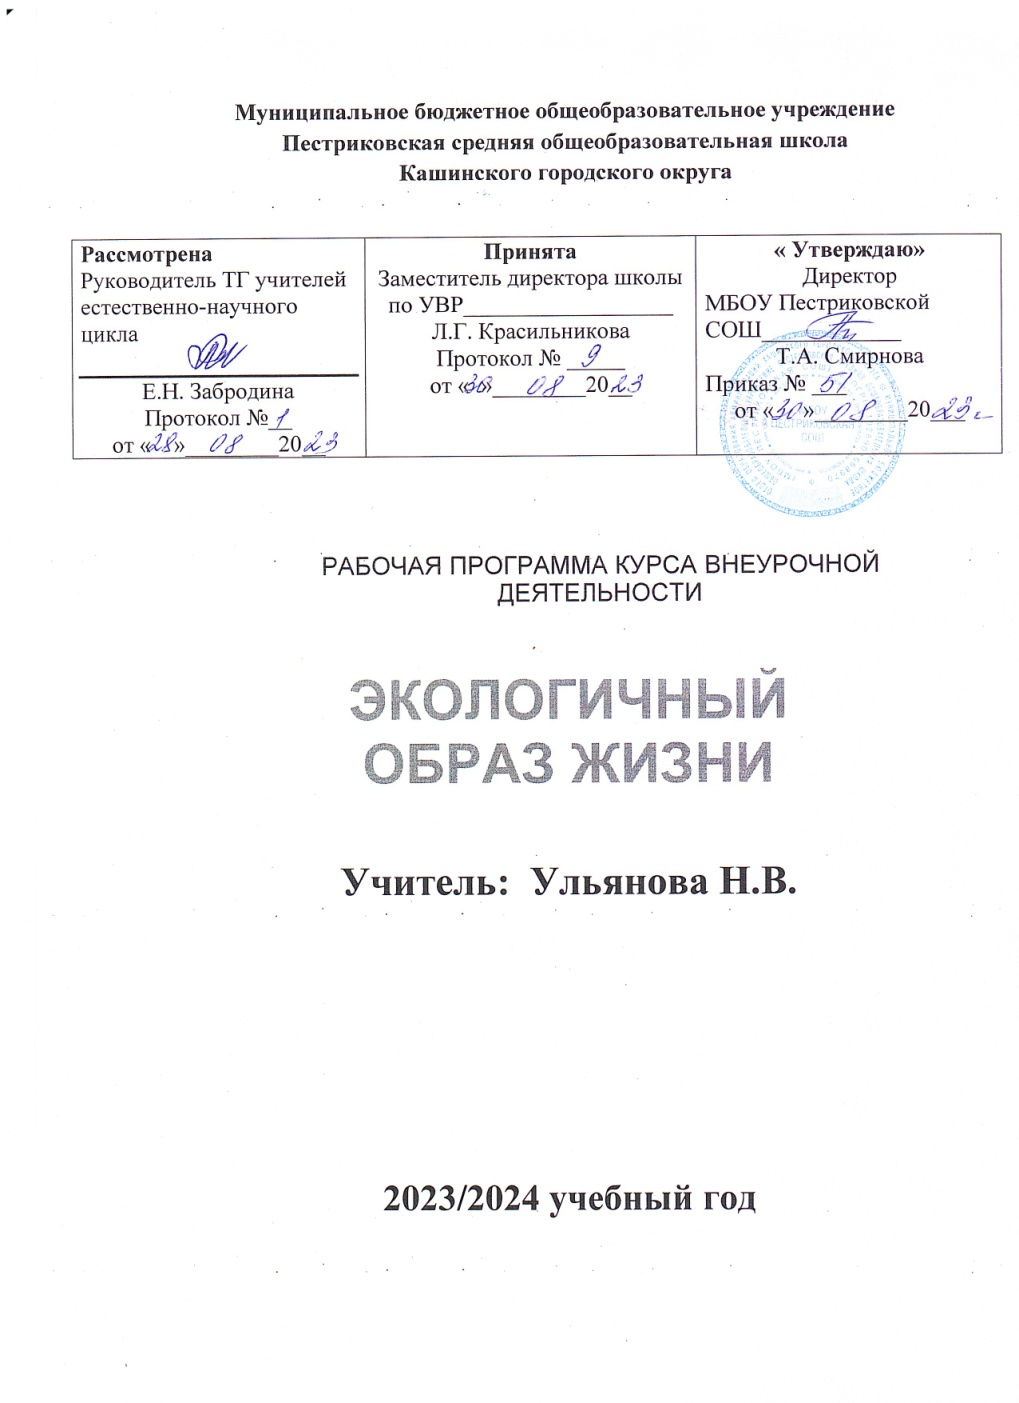 Муниципальное бюджетное общеобразовательное учреждение
Пестриковская средняя общеобразовательная школа
Кашинского городского округа
Рассмотрена
Руководитель ТГ учителей
естественно-научного
цикла
Е.Н. Забродина
Протокол №1
от «28» 08 2023
Принята
Заместитель директора школы
по УВР
Л.Г. Красильникова
Протокол № 9
от «30» 08 2023
« Утверждаю»
Директор
МБОУ Пестриковской
СОШ
Т.А. Смирнова
Приказ № 51
от «30» 08 2023 г
ПЕСТРИКОВСКАЯ
СОШ
РАБОЧАЯ ПРОГРАММА КУРСА ВНЕУРОЧНОЙ
ДЕЯТЕЛЬНОСТИ
ЭКОЛОГИЧНЫЙ
ОБРАЗ ЖИЗНИ
Учитель: Ульянова Н.В.
2023/2024 учебный год